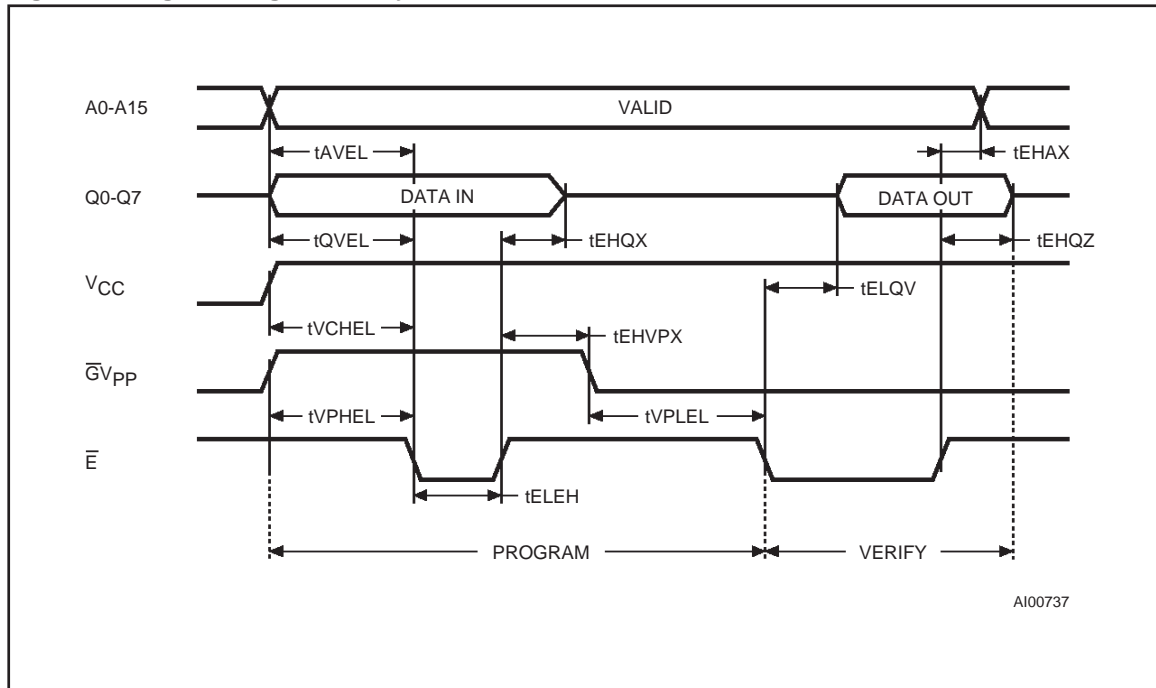 A0-A15
VALID
tAVEL
tEHAX
Q0-Q7
DATA IN
DATA OUT
tQVEL
tEHQX
tEHQZ
VCC
tELQV
tVCHEL
tEHVPX
G̅VPP
tVPHEL
tVPLEL
E̅
tELEH
PROGRAM
VERIFY
AI00737